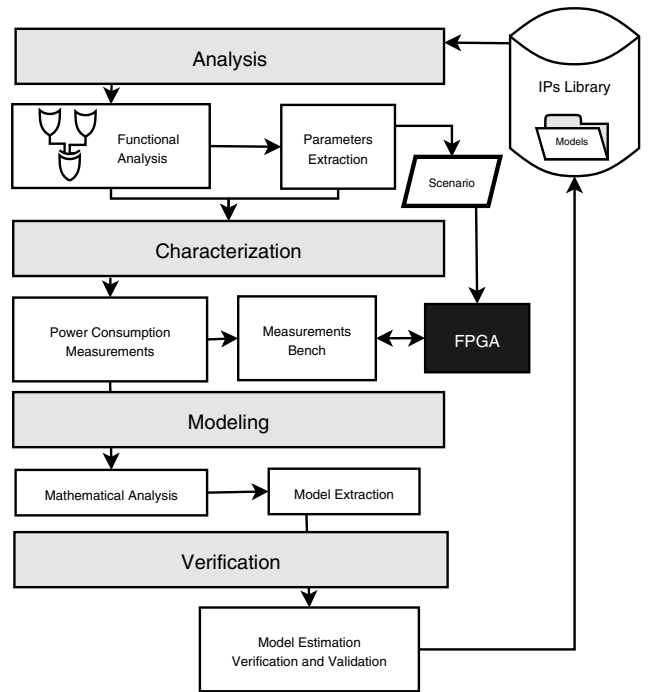 Analysis
IPs Library
Models
Functional
Analysis
Parameters
Extraction
Scenario
Characterization
Power Consumption
Measurements
Measurements
Bench
FPGA
Modeling
Mathematical Analysis
Model Extraction
Verification
Model Estimation
Verification and Validation